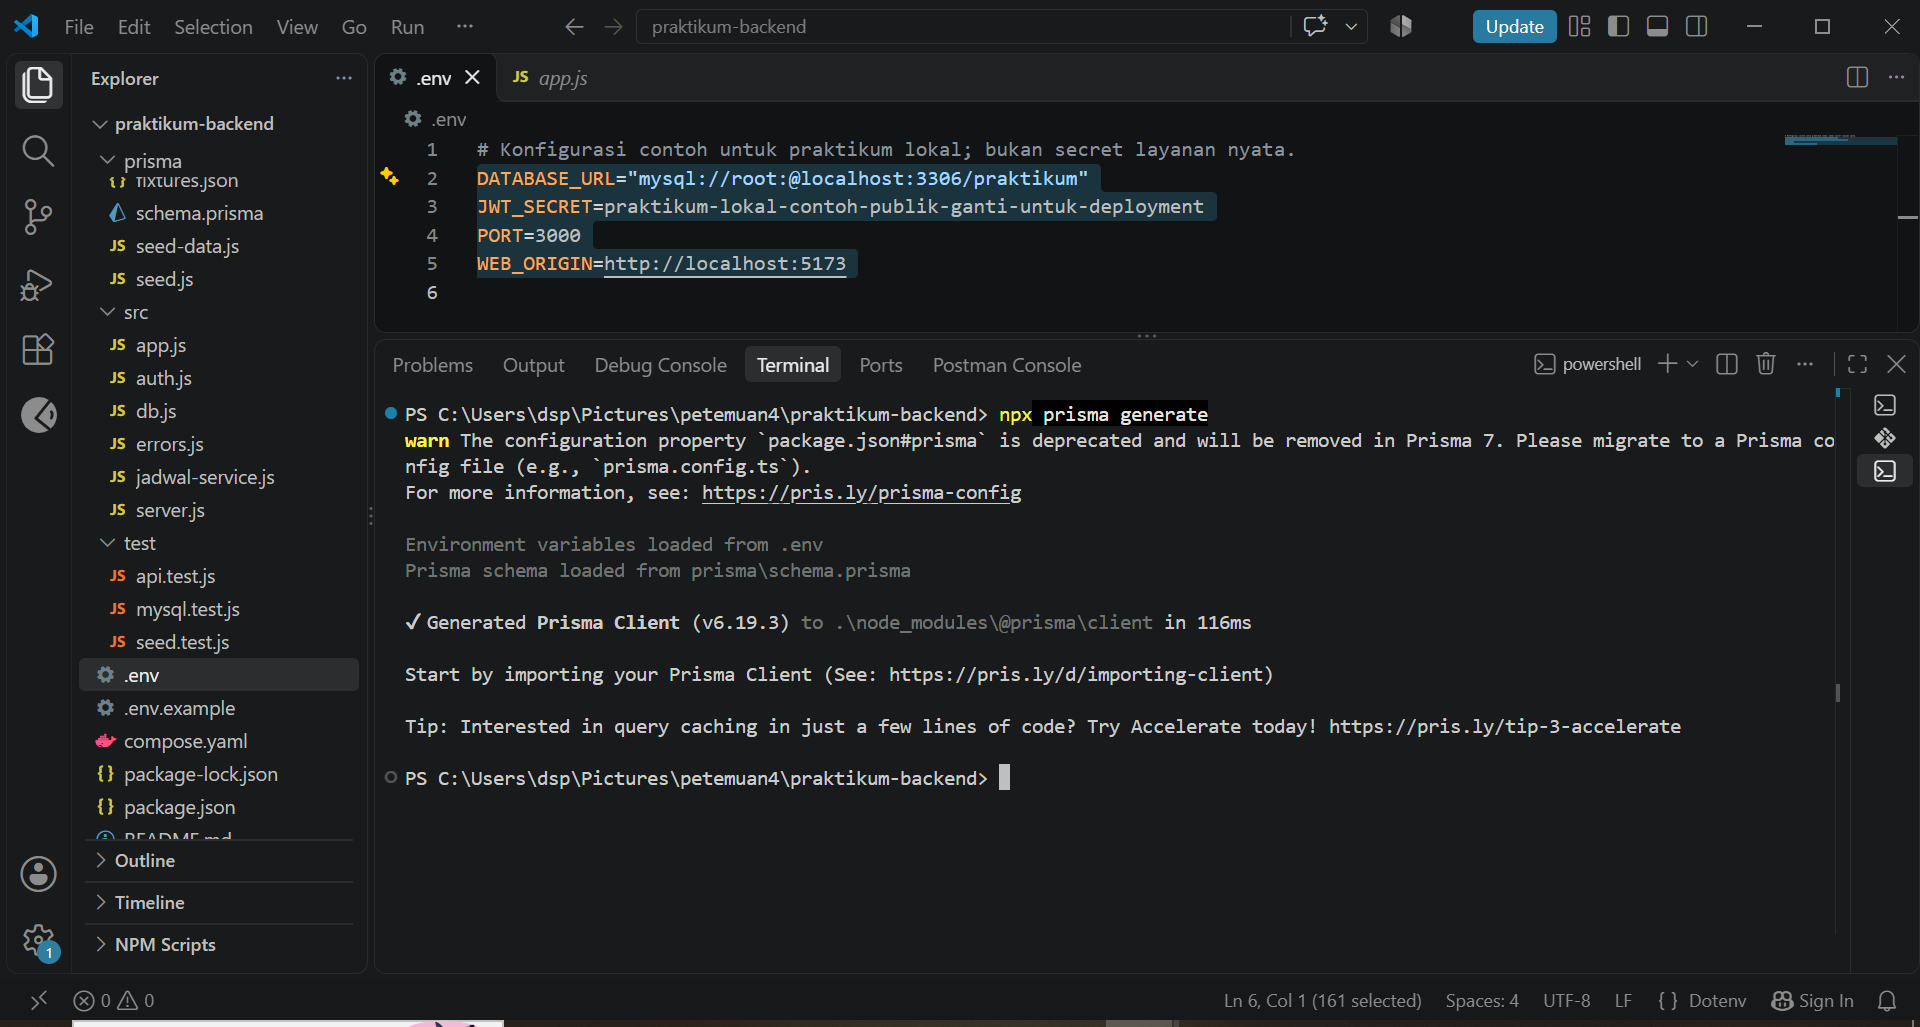 File Edit Selection View Go Run ···
praktikum-backend
Update
Explorer
praktikum-backend
prisma
fixtures.json
schema.prisma
seed-data.js
seed.js
src
app.js
auth.js
db.js
errors.js
jadwal-service.js
server.js
test
api.test.js
mysql.test.js
seed.test.js
.env
.env.example
compose.yaml
package-lock.json
package.json
README.md
Outline
Timeline
NPM Scripts
1
.env
JS app.js
.env
1 # Konfigurasi contoh untuk praktikum lokal; bukan secret layanan nyata.
2 DATABASE_URL="mysql://root:@localhost:3306/praktikum"
3 JWT_SECRET=praktikum-lokal-contoh-publik-ganti-untuk-deployment
4 PORT=3000
5 WEB_ORIGIN=http://localhost:5173
6
Problems Output Debug Console Terminal Ports Postman Console
powershell
PS C:\Users\dsp\Pictures\petemuan4\praktikum-backend> npx prisma generate
warn The configuration property `package.json#prisma` is deprecated and will be removed in Prisma 7. Please migrate to a Prisma co
nfig file (e.g., `prisma.config.ts`).
For more information, see: https://pris.ly/prisma-config
Environment variables loaded from .env
Prisma schema loaded from prisma\schema.prisma
✓ Generated Prisma Client (v6.19.3) to .\node_modules\@prisma\client in 116ms
Start by importing your Prisma Client (See: https://pris.ly/d/importing-client)
Tip: Interested in query caching in just a few lines of code? Try Accelerate today! https://pris.ly/tip-3-accelerate
PS C:\Users\dsp\Pictures\petemuan4\praktikum-backend>
0 0
Ln 6, Col 1 (161 selected) Spaces: 4 UTF-8 LF { } Dotenv Sign In